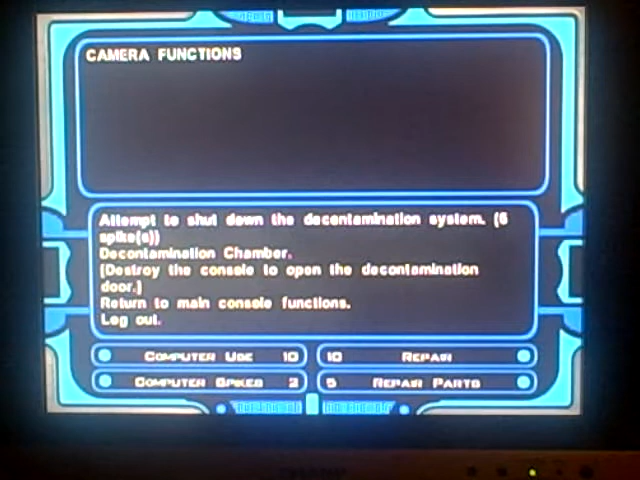 CAMERA FUNCTIONS
Attempt to shut down the decontamination system. (6
spike(s))
Decontamination Chamber.
[Destroy the console to open the decontamination
door.]
Return to main console functions.
Log out.
COMPUTER USE 10
10 REPAIR
COMPUTER SPIKES 2
5 REPAIR PARTS